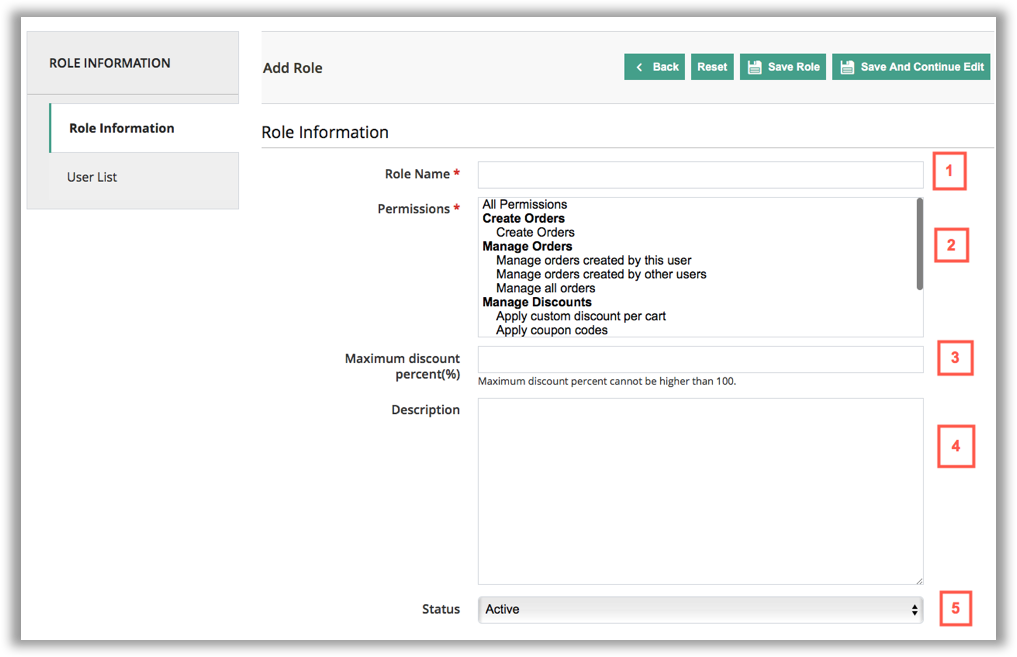 ROLE INFORMATION
Role Information
User List
Add Role
Back
Reset
Save Role
Save And Continue Edit
Role Information
Role Name *
1
Permissions *
All Permissions
Create Orders
Create Orders
Manage Orders
Manage orders created by this user
Manage orders created by other users
Manage all orders
Manage Discounts
Apply custom discount per cart
Apply coupon codes
2
Maximum discount
percent(%)
3
Maximum discount percent cannot be higher than 100.
Description
4
Status
Active
5